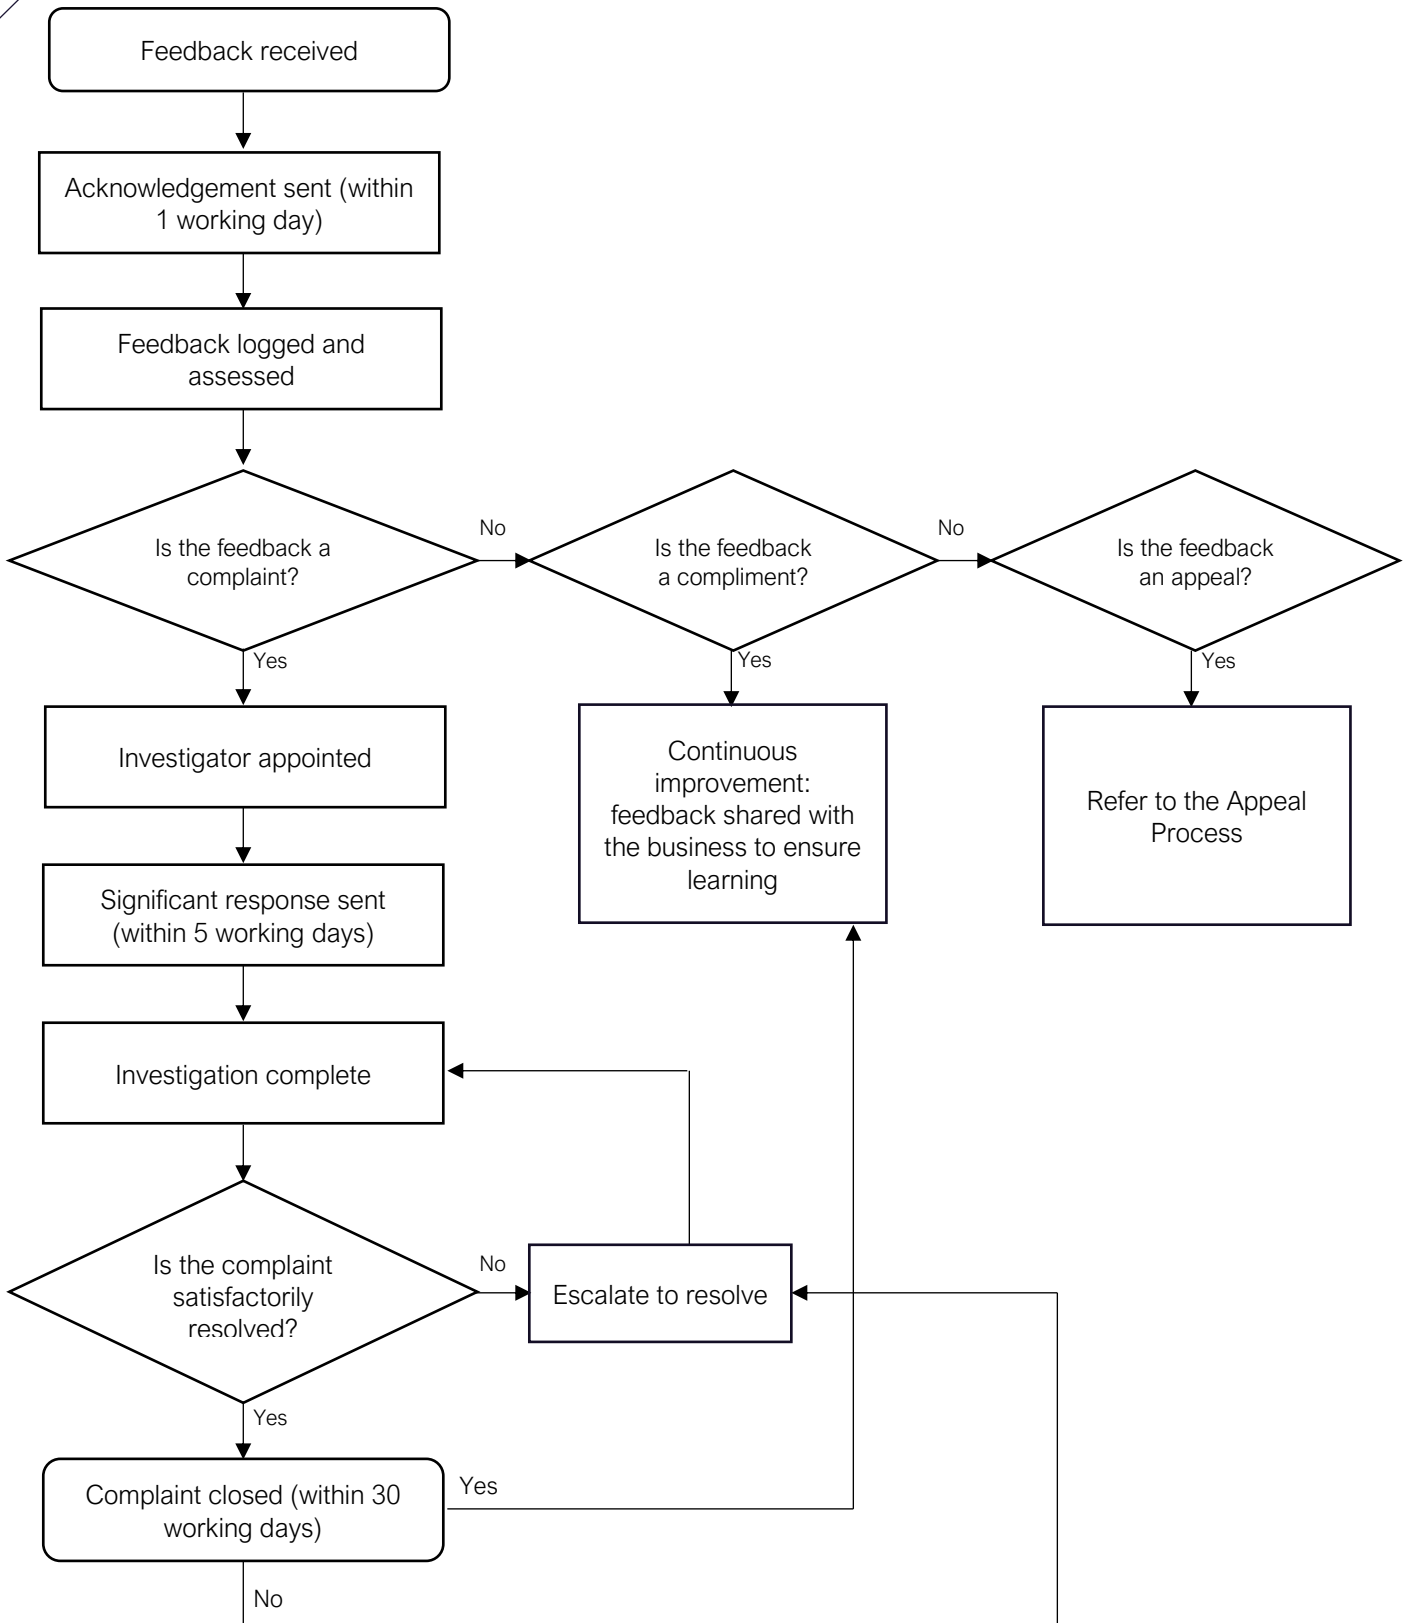 Feedback received
Acknowledgement sent (within
1 working day)
Feedback logged and
assessed
Is the feedback a
complaint?
No
Is the feedback
a compliment?
No
Is the feedback
an appeal?
Yes
Yes
Yes
Investigator appointed
Continuous
improvement:
feedback shared with
the business to ensure
learning
Refer to the Appeal
Process
Significant response sent
(within 5 working days)
Investigation complete
Is the complaint
satisfactorily
resolved?
No
Escalate to resolve
Yes
Complaint closed (within 30
working days)
Yes
No